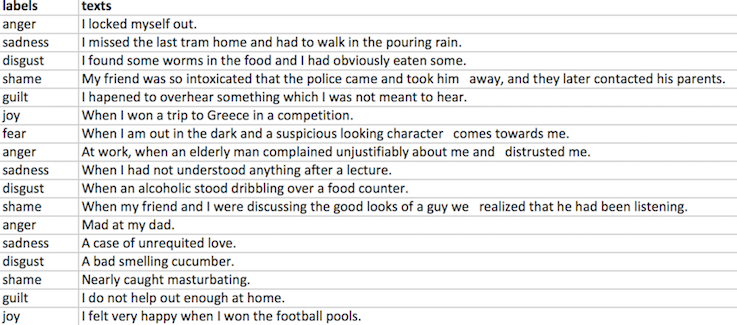 labels texts
anger I locked myself out.
sadness I missed the last tram home and had to walk in the pouring rain.
disgust I found some worms in the food and I had obviously eaten some.
shame My friend was so intoxicated that the police came and took him away, and they later contacted his parents.
guilt I hapened to overhear something which I was not meant to hear.
joy When I won a trip to Greece in a competition.
fear When I am out in the dark and a suspicious looking character comes towards me.
anger At work, when an elderly man complained unjustifiably about me and distrusted me.
sadness When I had not understood anything after a lecture.
disgust When an alcoholic stood dribbling over a food counter.
shame When my friend and I were discussing the good looks of a guy we realized that he had been listening.
anger Mad at my dad.
sadness A case of unrequited love.
disgust A bad smelling cucumber.
shame Nearly caught masturbating.
guilt I do not help out enough at home.
joy I felt very happy when I won the football pools.